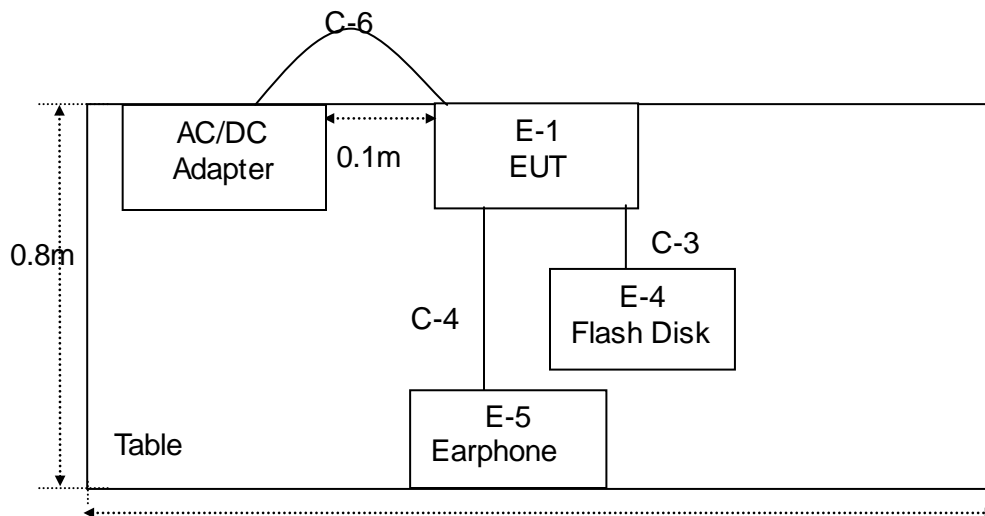 C-6
AC/DC
Adapter
0.1m
E-1
EUT
0.8m
C-3
E-4
Flash Disk
C-4
E-5
Earphone
Table